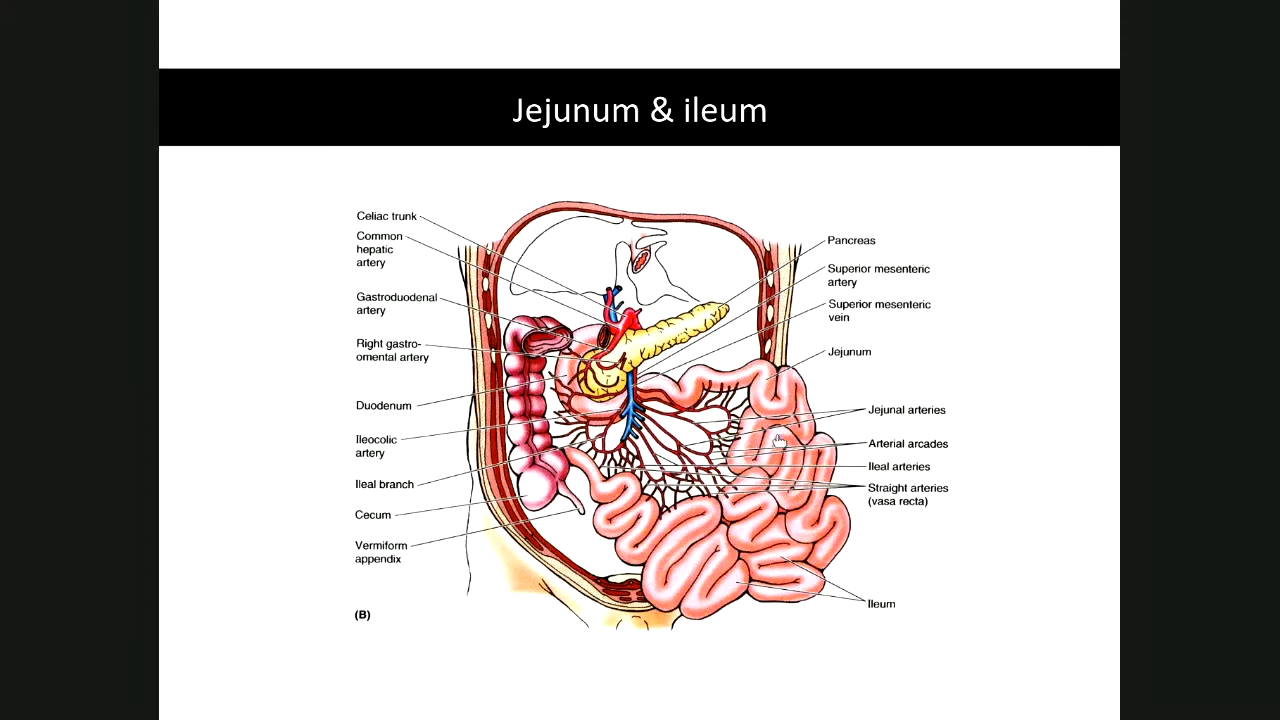 Jejunum & ileum
Celiac trunk
Common
hepatic
artery
Gastroduodenal
artery
Right gastro-
omental artery
Duodenum
Ileocolic
artery
Ileal branch
Cecum
Vermiform
appendix
(B)
Pancreas
Superior mesenteric
artery
Superior mesenteric
vein
Jejunum
Jejunal arteries
Arterial arcades
Ileal arteries
Straight arteries
(vasa recta)
Ileum